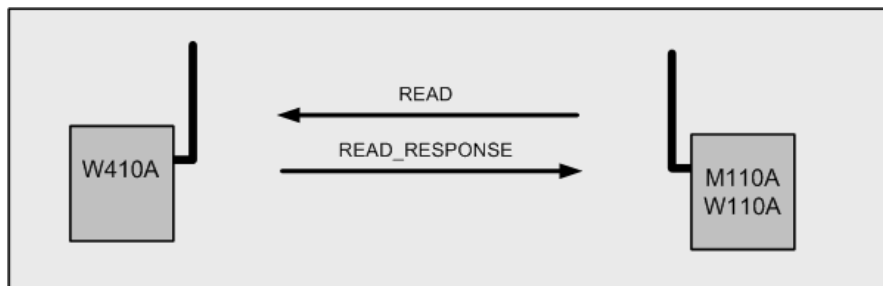 READ
READ_RESPONSE
W410A
M110A
W110A